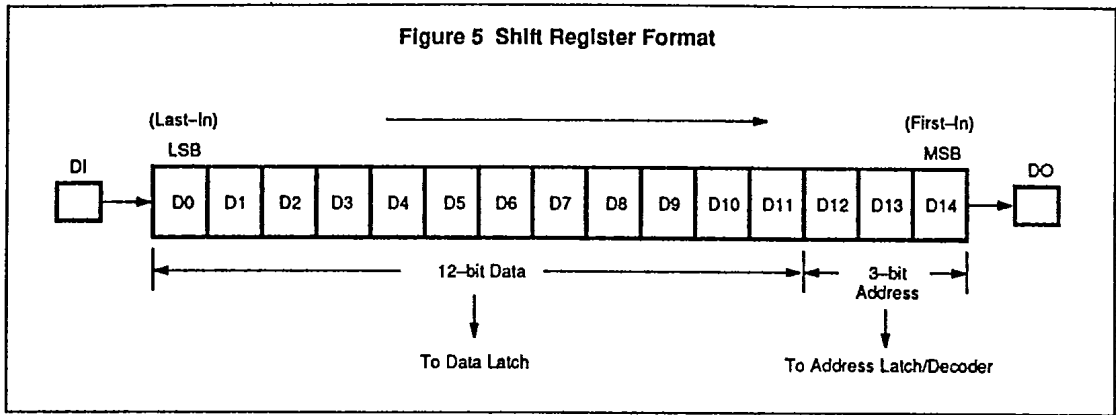 Figure 5 Shift Register Format
(Last–In)
(First–In)
LSB
MSB
DI
DO
D0 D1 D2 D3 D4 D5 D6 D7 D8 D9 D10 D11 D12 D13 D14
12–bit Data
3–bit
Address
To Data Latch
To Address Latch/Decoder